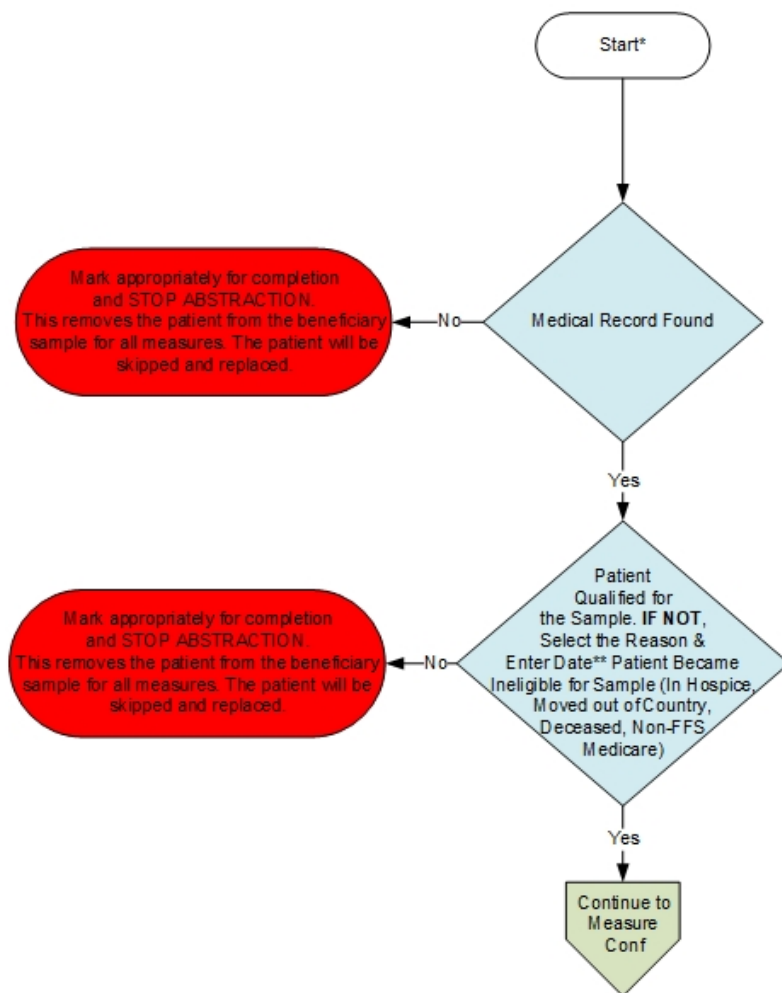 Start*
Medical Record Found
No
Mark appropriately for completion
and STOP ABSTRACTION.
This removes the patient from the beneficiary
sample for all measures. The patient will be
skipped and replaced.
Yes
Patient
Qualified for
the Sample. IF NOT,
Select the Reason &
Enter Date** Patient Became
Ineligible for Sample (In Hospice,
Moved out of Country,
Deceased, Non-FFS
Medicare)
No
Mark appropriately for completion
and STOP ABSTRACTION.
This removes the patient from the beneficiary
sample for all measures. The patient will be
skipped and replaced.
Yes
Continue to
Measure
Conf